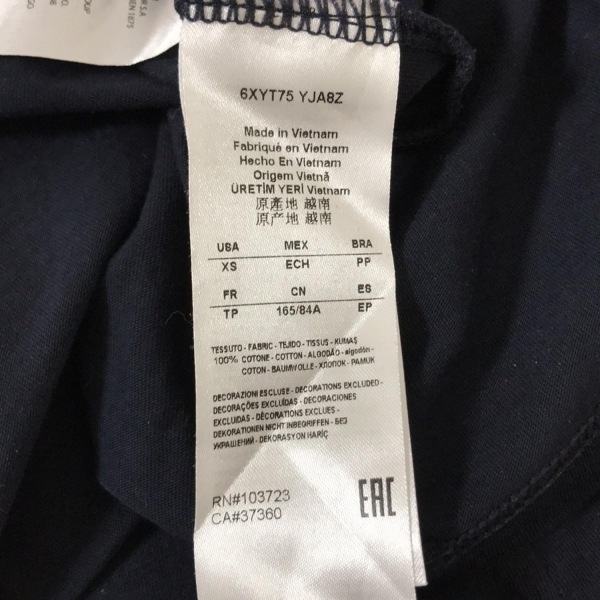 6XYT75 YJA8Z
Made in Vietnam
Fabriqué en Vietnam
Hecho En Vietnam
Origem Vietnã
ÜRETİM YERİ Vietnam
原產地 越南
原产地 越南
USA MEX BRA
XS ECH PP
FR CN ES
TP 165/84A EP
TESSUTO - FABRIC - TEJIDO - TISSUS - KUMAŞ
100% COTONE - COTTON - ALGODÃO - algodón -
COTON - BAUMWOLLE - ХЛОПОК - PAMUK
DECORAZIONI ESCLUSE - DECORATIONS EXCLUDED -
DECORAÇÕES EXCLUÍDAS - DECORACIONES
EXCLUIDAS - DÉCORATIONS EXCLUES -
DEKORATIONEN NICHT INBEGRIFFEN - БЕЗ
УКРАШЕНИЙ - DEKORASYON HARİÇ
RN#103723
CA#37360
EAC